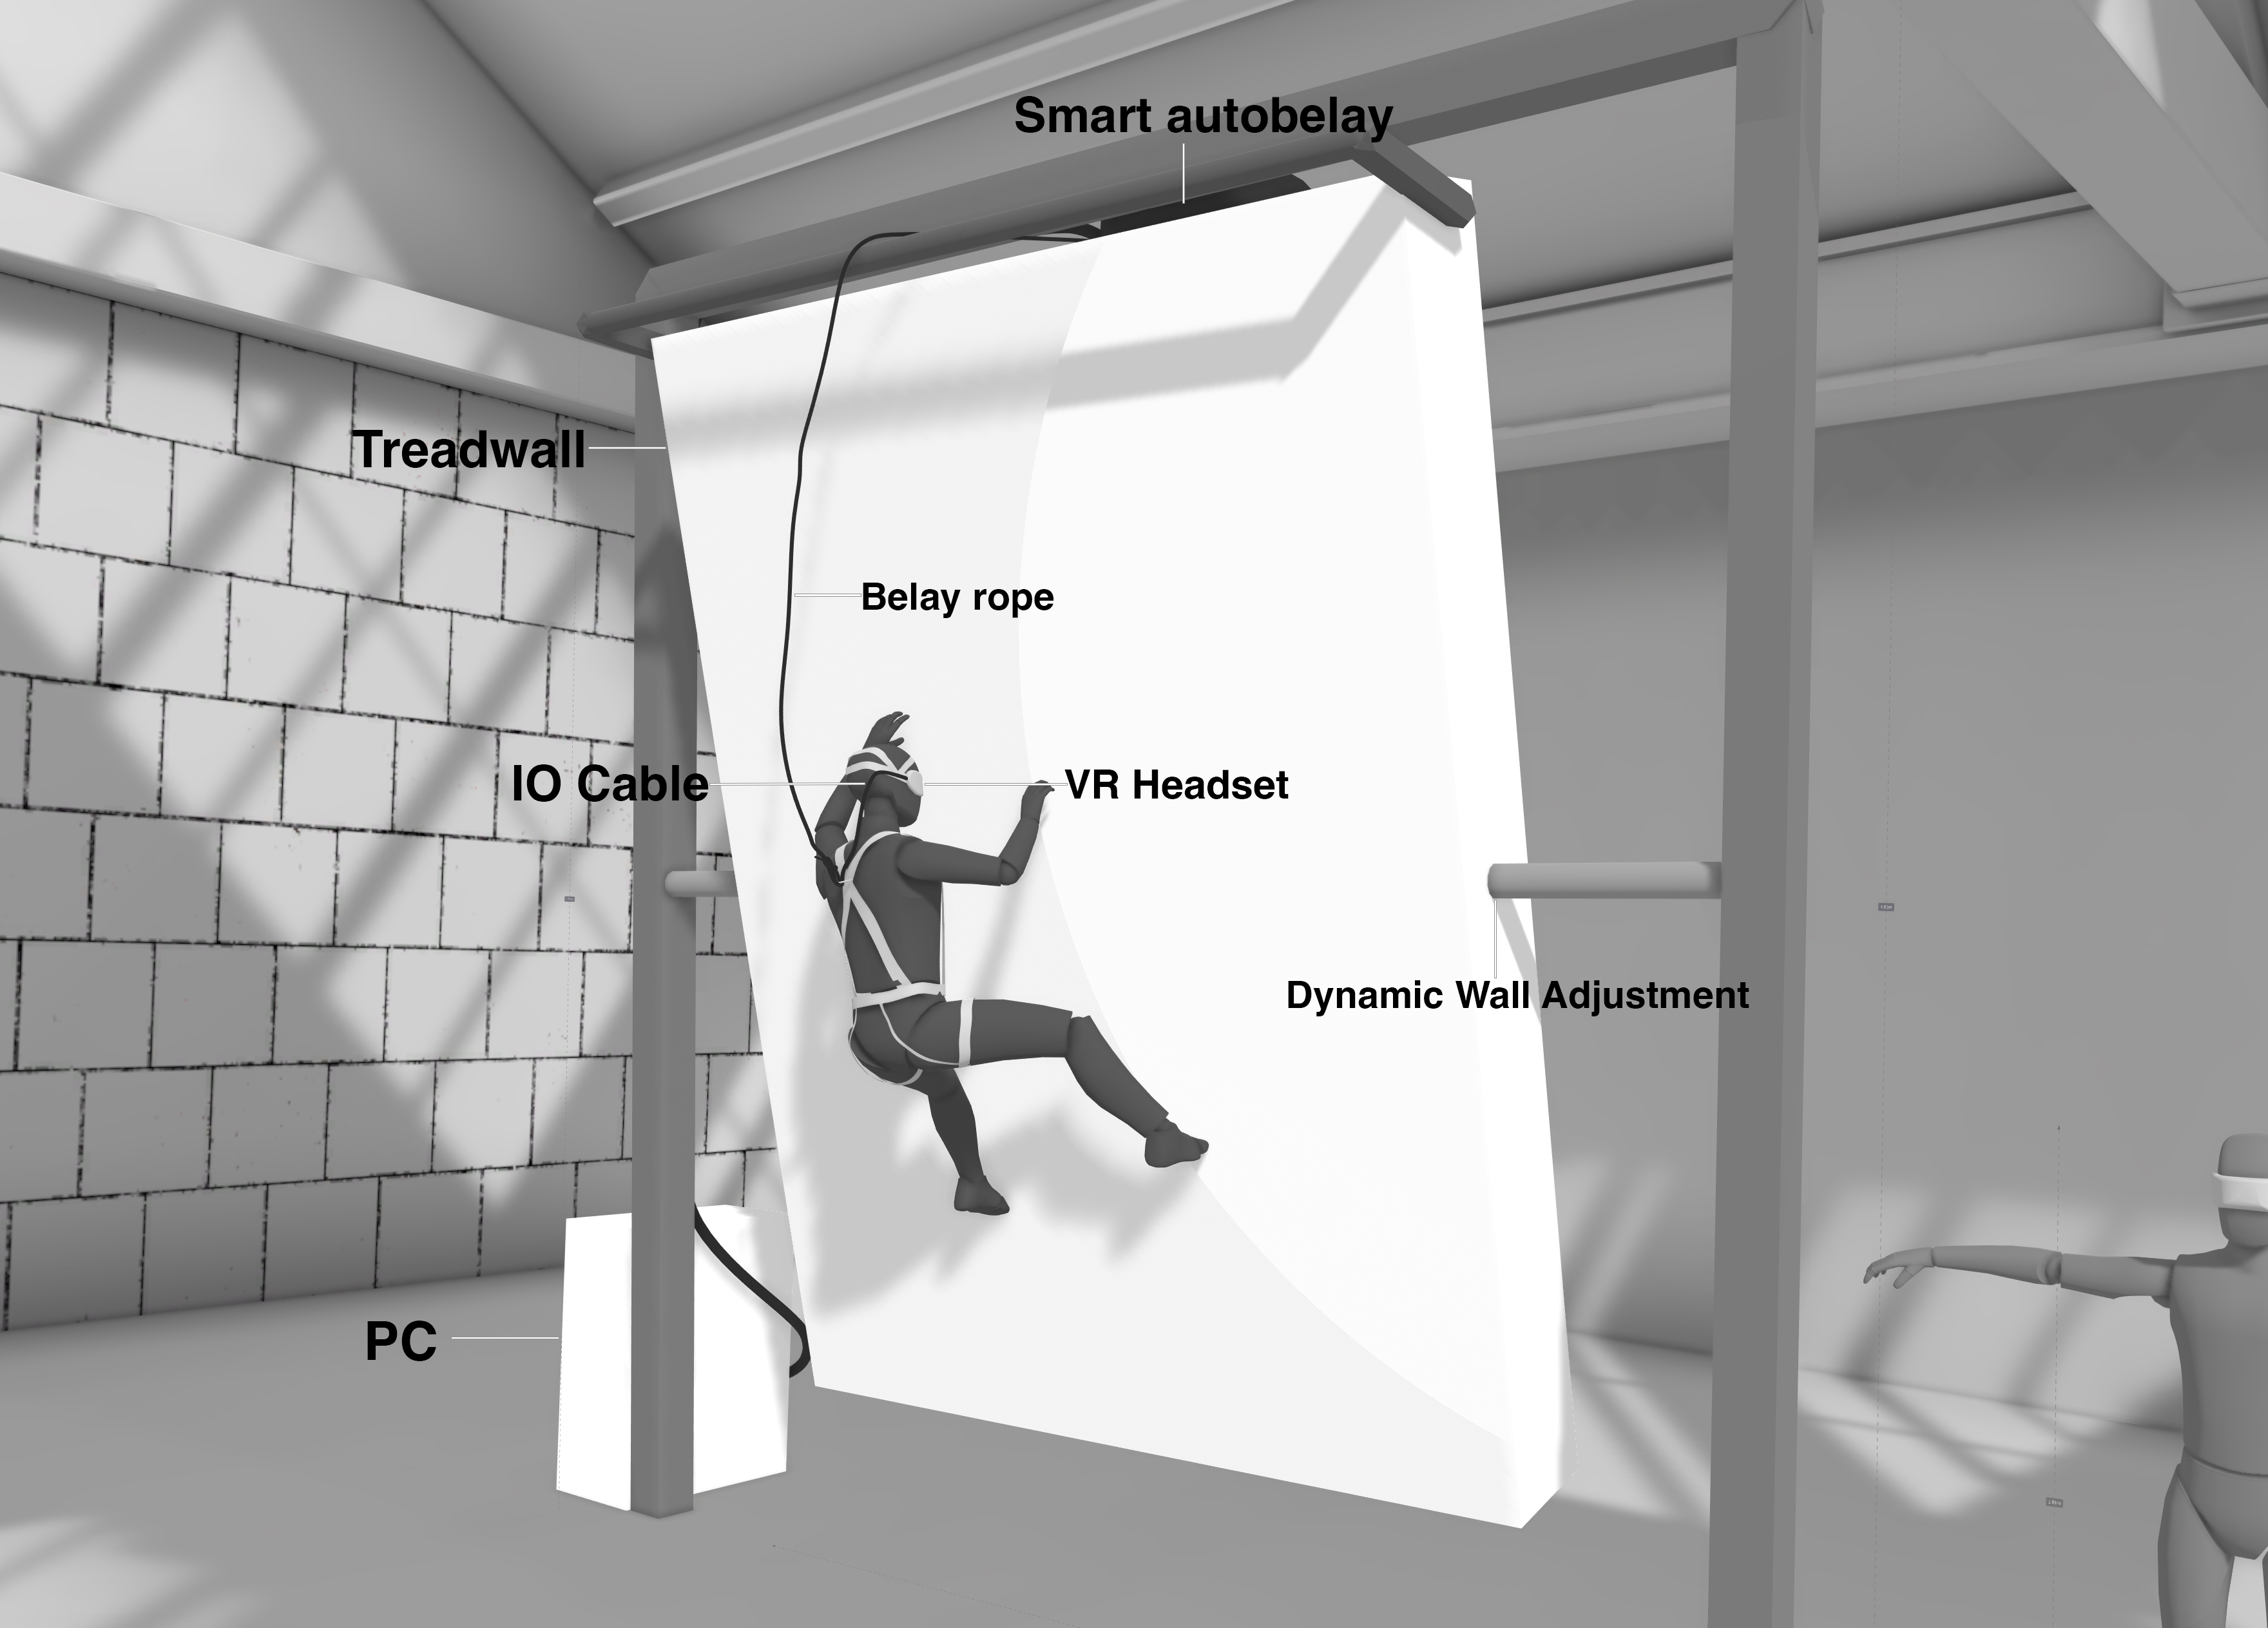 Smart autobelay
Treadwall
Belay rope
IO Cable
VR Headset
Dynamic Wall Adjustment
PC